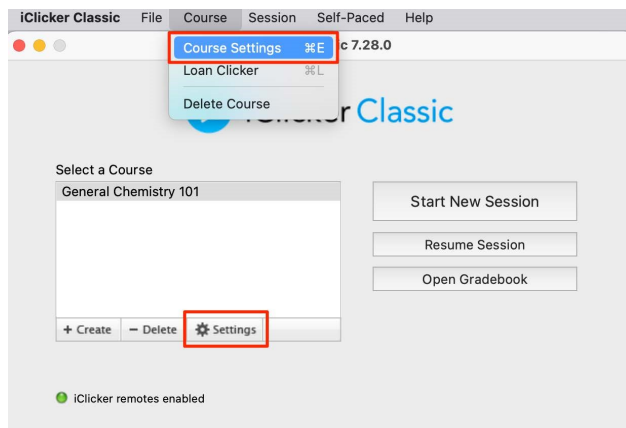 iClicker Classic File Course Session Self-Paced Help
Course Settings ⌘E c 7.28.0
Loan Clicker ⌘L
Delete Course
r Classic
Select a Course
General Chemistry 101
Start New Session
Resume Session
Open Gradebook
+ Create − Delete Settings
iClicker remotes enabled